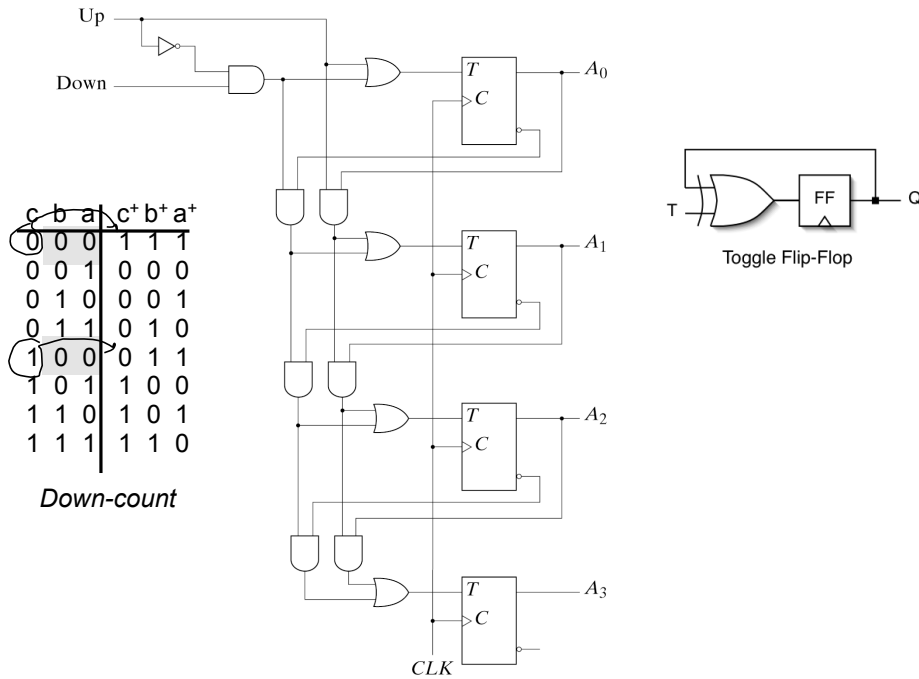 Up
Down
T
C
A0
T
C
A1
T
C
A2
T
C
A3
CLK
c b a c+ b+ a+
0 0 0 1 1 1
0 0 1 0 0 0
0 1 0 0 0 1
0 1 1 0 1 0
1 0 0 0 1 1
1 0 1 1 0 0
1 1 0 1 0 1
1 1 1 1 1 0
Down-count
T
FF
Q
Toggle Flip-Flop